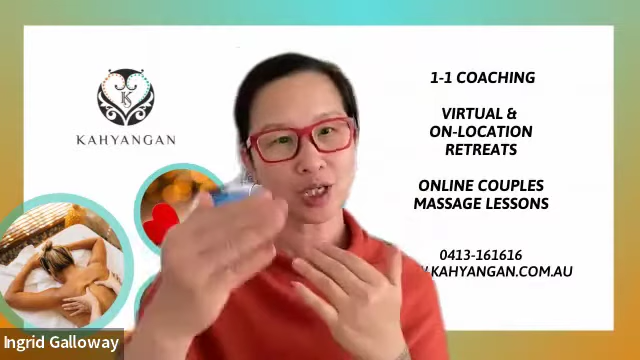 KS
KAHYANGAN
1-1 COACHING
VIRTUAL &
ON-LOCATION
RETREATS
ONLINE COUPLES
MASSAGE LESSONS
0413-161616
KAHYANGAN.COM.AU
Ingrid Galloway